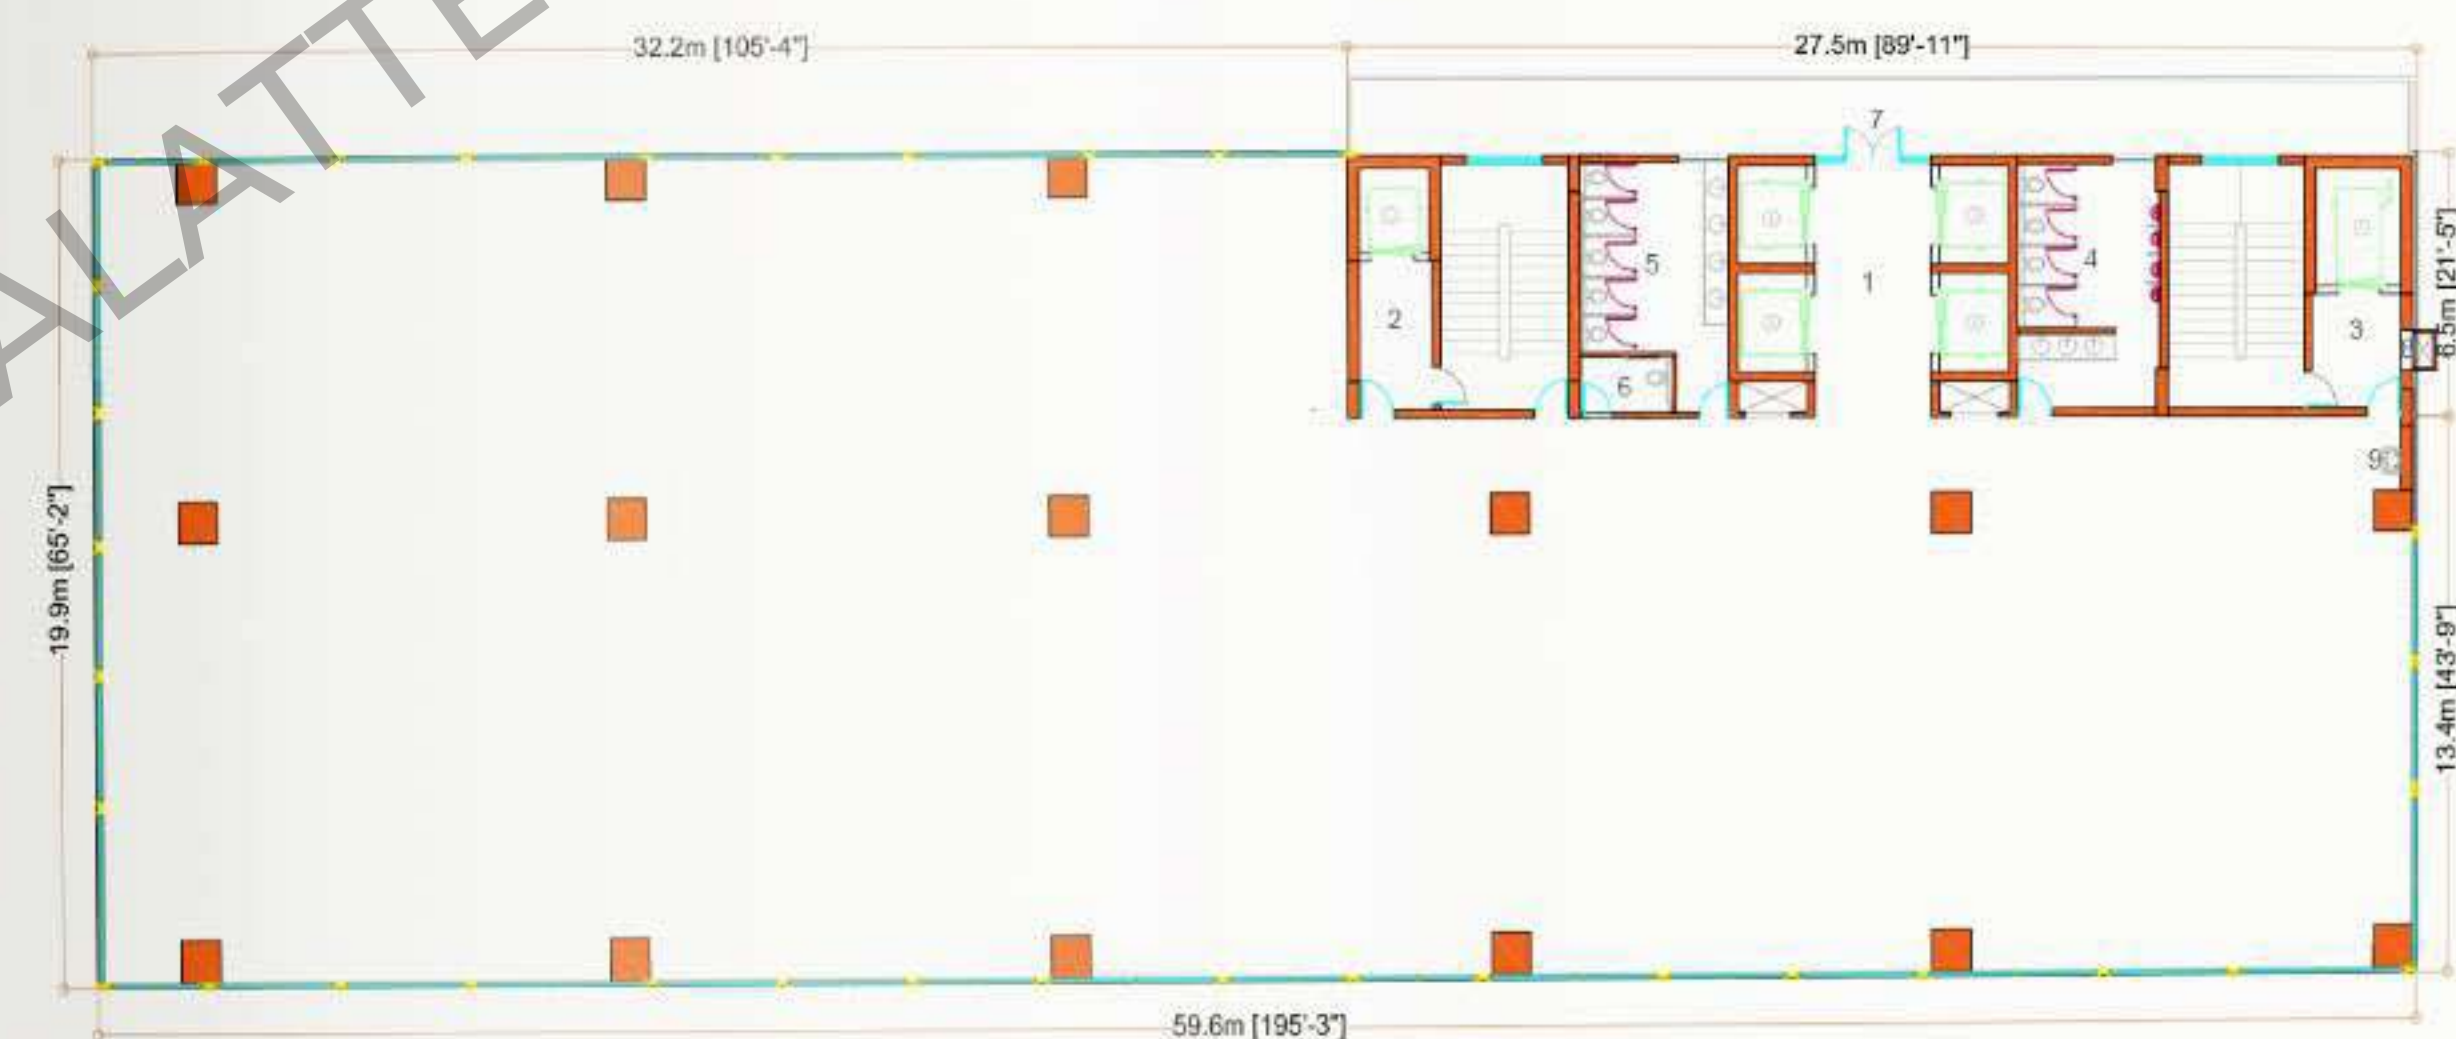 ALATTE
32.2m [105'-4"]
27.5m [89'-11"]
7
5
4
1
2
3
6
6.5m [21'-5"]
9
19.9m [65'-2"]
13.4m [43'-9"]
59.6m [195'-3"]